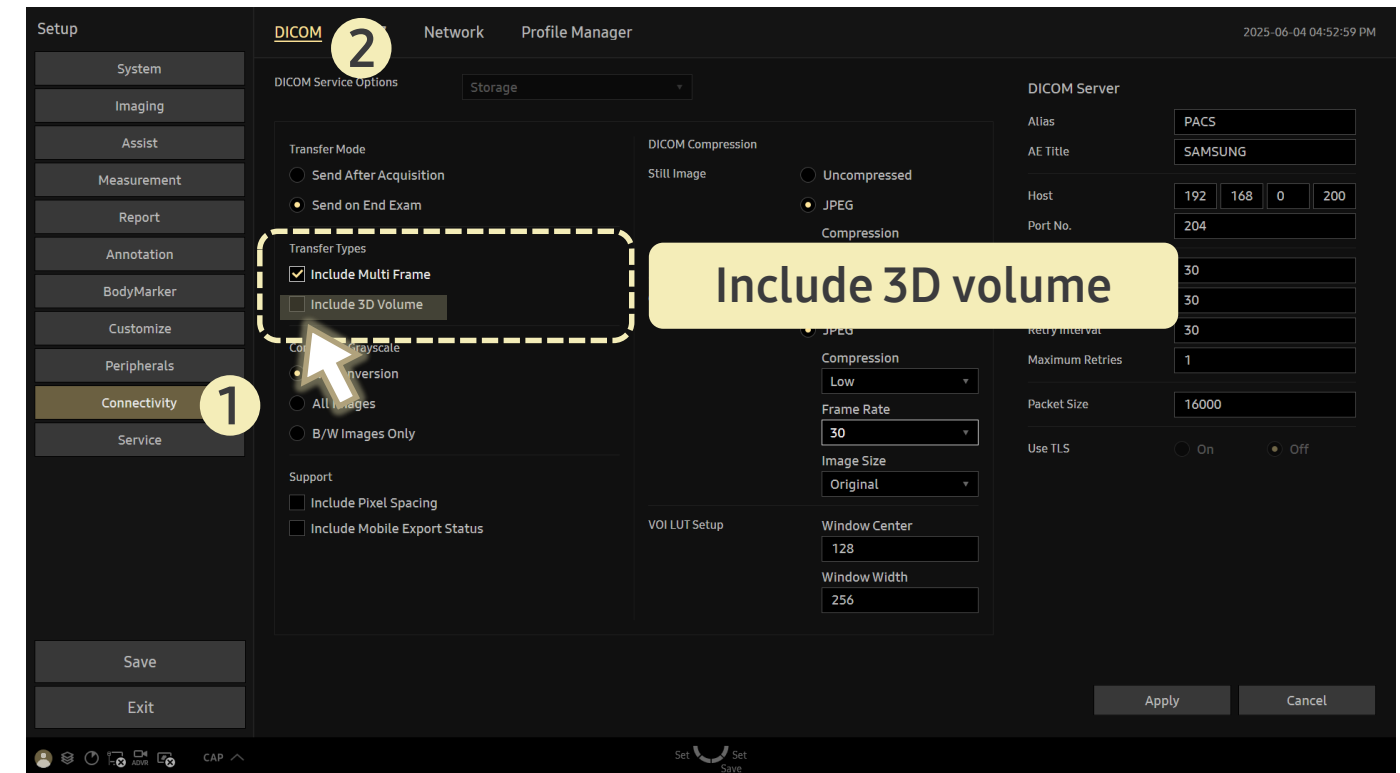 Setup
DICOM
2
Network
Profile Manager
2025-06-04 04:52:59 PM
System
Imaging
Assist
Measurement
Report
Annotation
BodyMarker
Customize
Peripherals
Connectivity
1
Service
Save
Exit
DICOM Service Options
Storage
Transfer Mode
Send After Acquisition
Send on End Exam
Transfer Types
Include Multi Frame
Include 3D Volume
Grayscale
All Images
B/W Images Only
Support
Include Pixel Spacing
Include Mobile Export Status
DICOM Compression
Still Image
Uncompressed
JPEG
Compression
Include 3D volume
JPEG
Compression
Low
Frame Rate
30
Image Size
Original
VOI LUT Setup
Window Center
128
Window Width
256
DICOM Server
Alias
PACS
AE Title
SAMSUNG
Host
192 168 0 200
Port No.
204
30
30
Retry Interval
30
Maximum Retries
1
Packet Size
16000
Use TLS
On
Off
Apply
Cancel
ADVR
CAP
Set
Set
Save